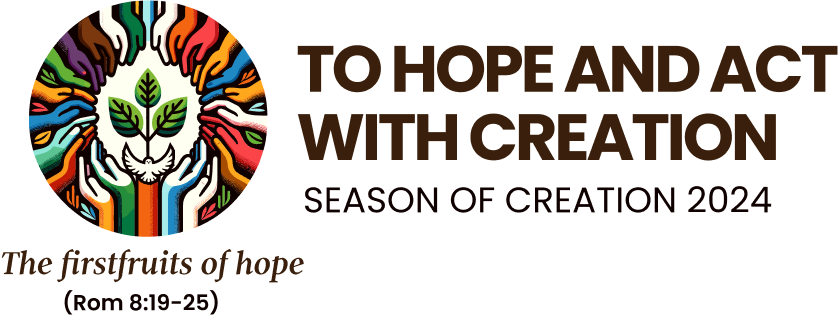 TO HOPE AND ACT
WITH CREATION
SEASON OF CREATION 2024
The firstfruits of hope
(Rom 8:19-25)